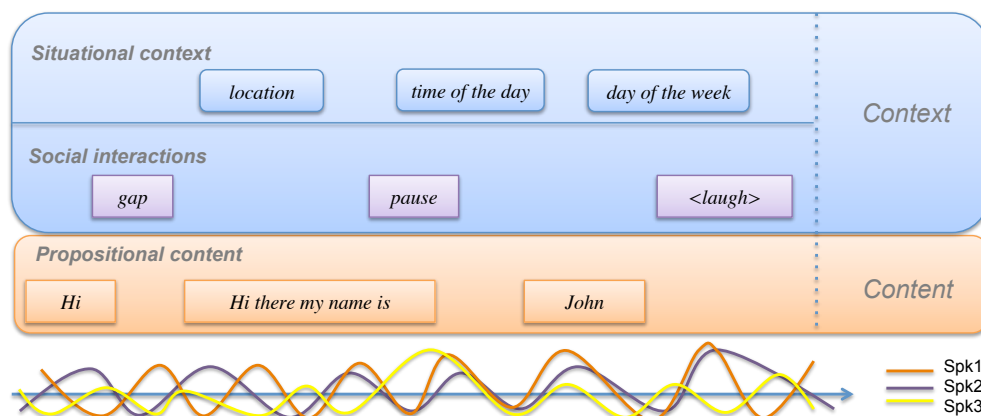 Situational context
location
time of the day
day of the week
Context
Social interactions
gap
pause
<laugh>
Propositional content
Hi
Hi there my name is
John
Content
Spk1
Spk2
Spk3